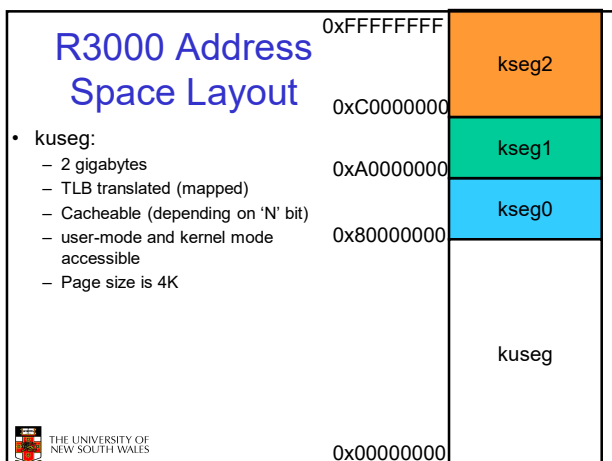 R3000 Address
Space Layout
• kuseg:
– 2 gigabytes
– TLB translated (mapped)
– Cacheable (depending on ‘N’ bit)
– user-mode and kernel mode
accessible
– Page size is 4K
0xFFFFFFFF
kseg2
0xC0000000
kseg1
0xA0000000
kseg0
0x80000000
kuseg
0x00000000
THE UNIVERSITY OF
NEW SOUTH WALES